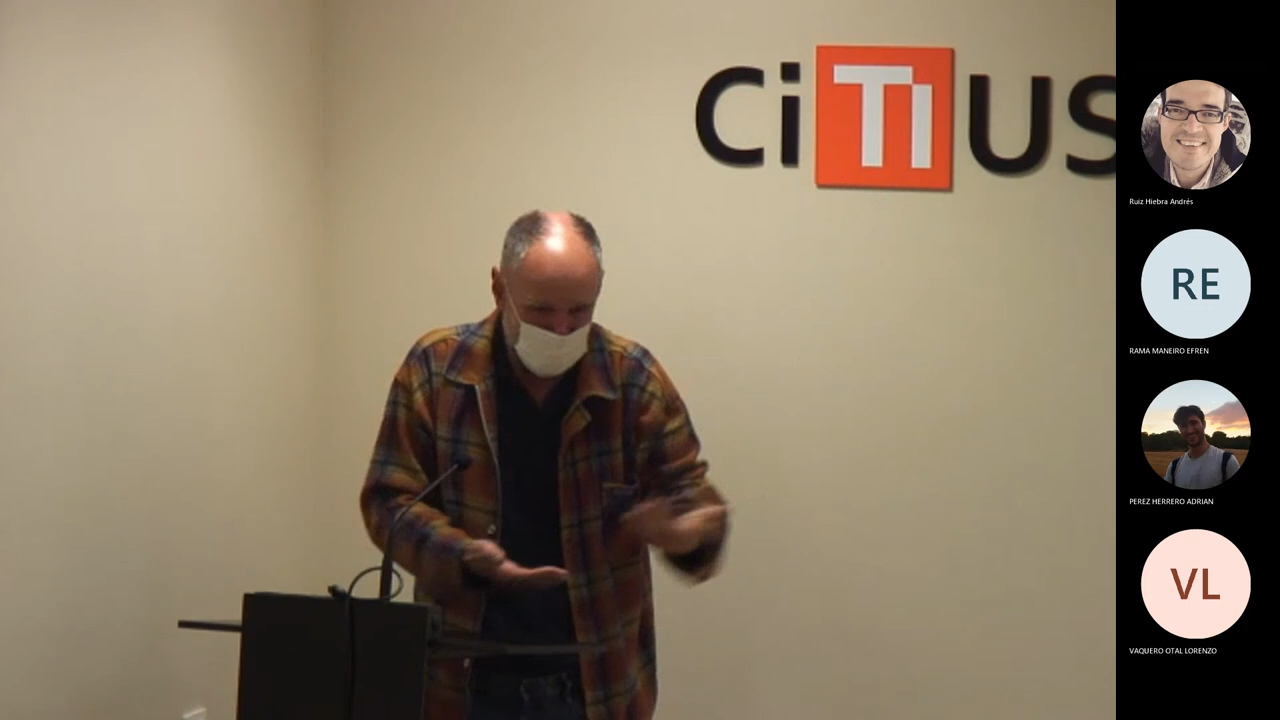 CiTIUS
Ruiz Hiebra Andrés
RE
RAMA MANEIRO EFREN
PEREZ HERRERO ADRIAN
VL
VAQUERO OTAL LORENZO